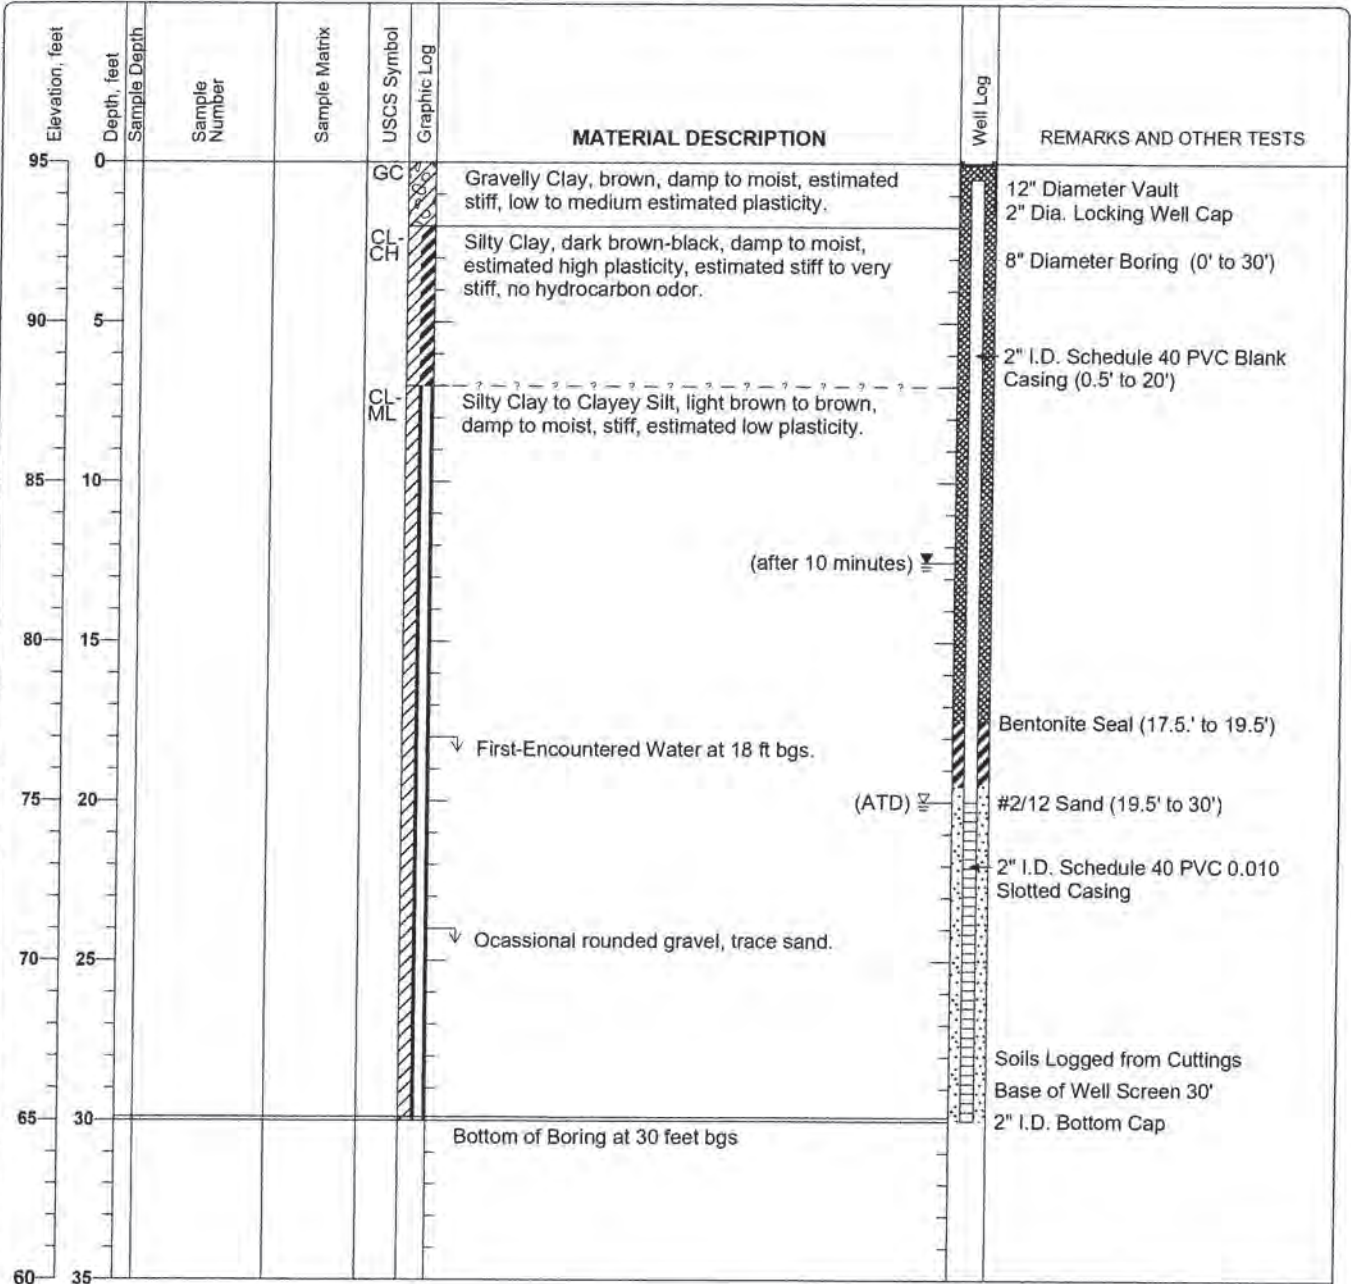 Elevation, feet
Depth, feet
Sample Depth
Sample
Number
Sample Matrix
USCS Symbol
Graphic Log
MATERIAL DESCRIPTION
Well Log
REMARKS AND OTHER TESTS
95 0
GC
Gravelly Clay, brown, damp to moist, estimated
stiff, low to medium estimated plasticity.
12" Diameter Vault
2" Dia. Locking Well Cap
CL-
CH
Silty Clay, dark brown-black, damp to moist,
estimated high plasticity, estimated stiff to very
stiff, no hydrocarbon odor.
8" Diameter Boring (0' to 30')
90 5
2" I.D. Schedule 40 PVC Blank
Casing (0.5' to 20')
? ? ? ? ? ? ? ? ? ? ?
CL-
ML
Silty Clay to Clayey Silt, light brown to brown,
damp to moist, stiff, estimated low plasticity.
85 10
(after 10 minutes)
80 15
Bentonite Seal (17.5.' to 19.5')
First-Encountered Water at 18 ft bgs.
75 20
(ATD)
#2/12 Sand (19.5' to 30')
2" I.D. Schedule 40 PVC 0.010
Slotted Casing
Ocassional rounded gravel, trace sand.
70 25
Soils Logged from Cuttings
Base of Well Screen 30'
65 30
2" I.D. Bottom Cap
Bottom of Boring at 30 feet bgs
60 35